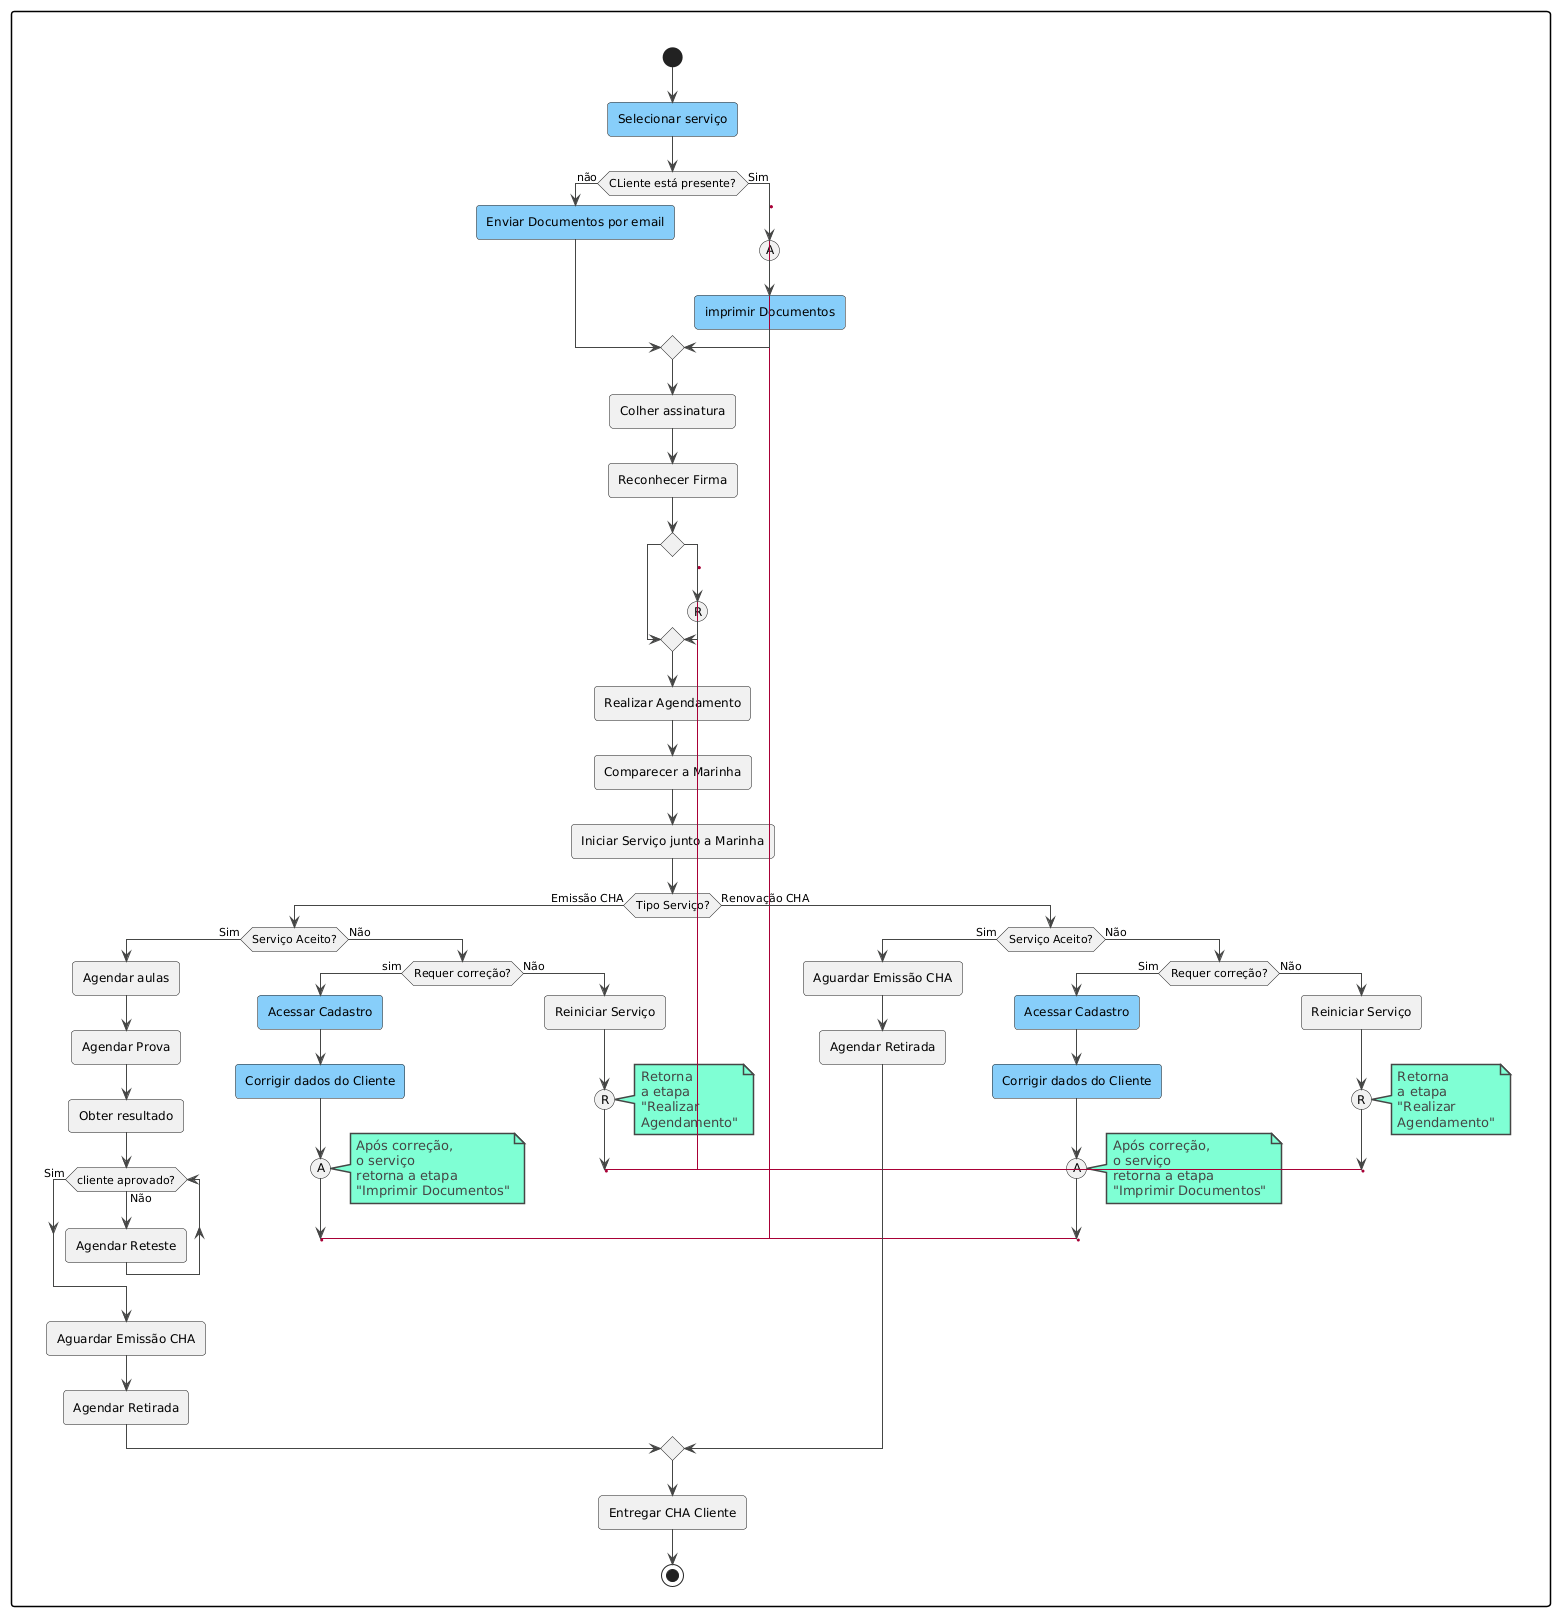 Selecionar serviço
não
CLiente está presente?
Sim
Enviar Documentos por email
A
imprimir Documentos
Colher assinatura
Reconhecer Firma
R
Realizar Agendamento
Comparecer a Marinha
Iniciar Serviço junto a Marinha
Emissão CHA
Tipo Serviço?
Renovação CHA
Sim
Serviço Aceito?
Não
Sim
Serviço Aceito?
Não
Agendar aulas
sim
Requer correção?
Não
Aguardar Emissão CHA
Sim
Requer correção?
Não
Acessar Cadastro
Reiniciar Serviço
Acessar Cadastro
Reiniciar Serviço
Agendar Prova
Agendar Retirada
Corrigir dados do Cliente
Corrigir dados do Cliente
R
Retorna
a etapa
"Realizar
Agendamento"
R
Retorna
a etapa
"Realizar
Agendamento"
Obter resultado
A
Após correção,
o serviço
retorna a etapa
"Imprimir Documentos"
A
Após correção,
o serviço
retorna a etapa
"Imprimir Documentos"
Sim
cliente aprovado?
Não
Agendar Reteste
Aguardar Emissão CHA
Agendar Retirada
Entregar CHA Cliente